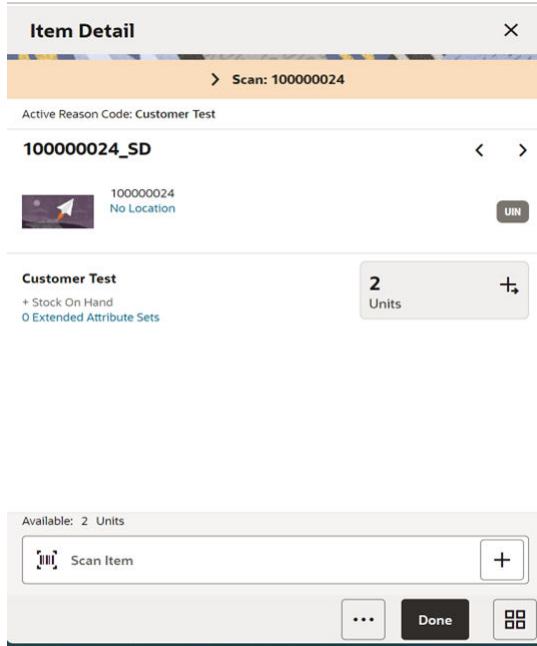 Item Detail
Scan: 100000024
Active Reason Code: Customer Test
100000024_SD
100000024
No Location
UIN
Customer Test
+ Stock On Hand
0 Extended Attribute Sets
2
Units
Available: 2 Units
Scan Item
Done